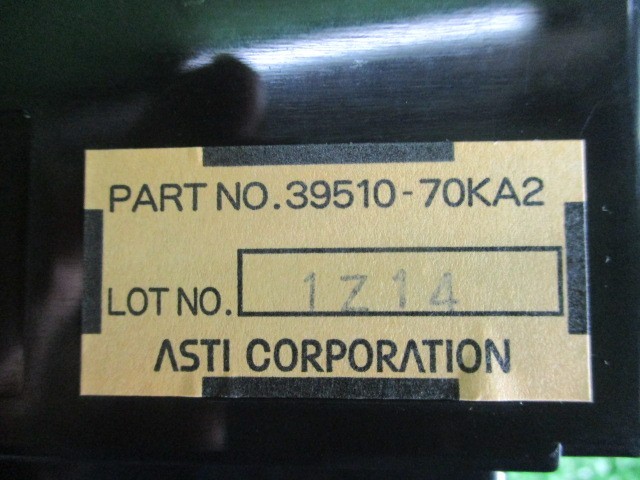 PART NO.39510-70KA2
LOT NO. 1Z14
ASTI CORPORATION